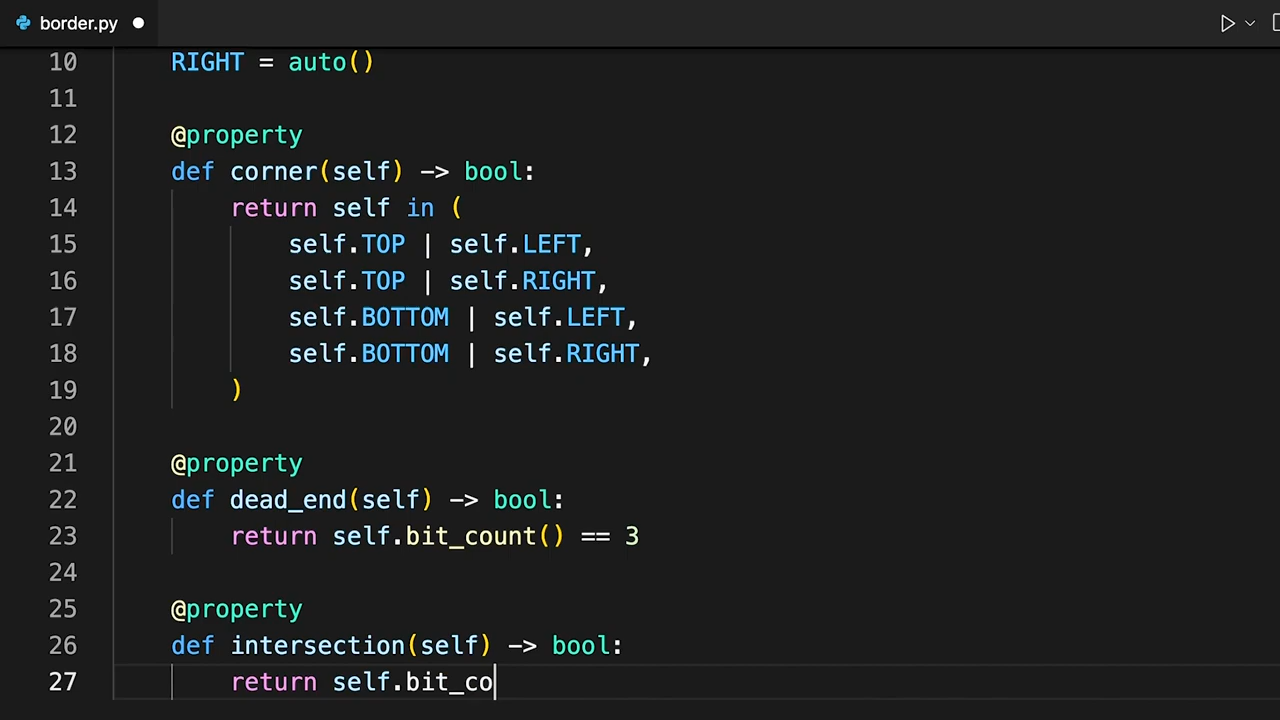 border.py
10 RIGHT = auto()
11
12 @property
13 def corner(self) -> bool:
14 return self in (
15 self.TOP | self.LEFT,
16 self.TOP | self.RIGHT,
17 self.BOTTOM | self.LEFT,
18 self.BOTTOM | self.RIGHT,
19 )
20
21 @property
22 def dead_end(self) -> bool:
23 return self.bit_count() == 3
24
25 @property
26 def intersection(self) -> bool:
27 return self.bit_co